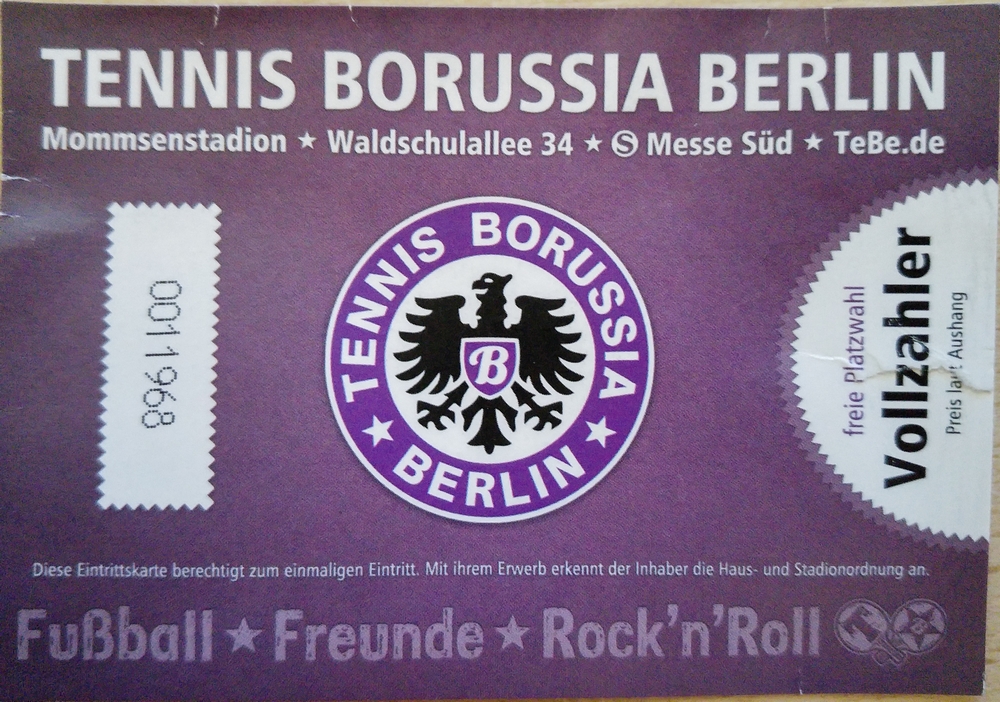 TENNIS BORUSSIA BERLIN
Mommsenstadion ★ Waldschulallee 34 ★ Ⓢ Messe Süd ★ TeBe.de
001 1968
TENNIS BORUSSIA
B
★ BERLIN ★
freie Platzwahl
Vollzahler
Preis laut Aushang
Diese Eintrittskarte berechtigt zum einmaligen Eintritt. Mit ihrem Erwerb erkennt der Inhaber die Haus- und Stadionordnung an.
Fußball ★ Freunde ★ Rock'n'Roll